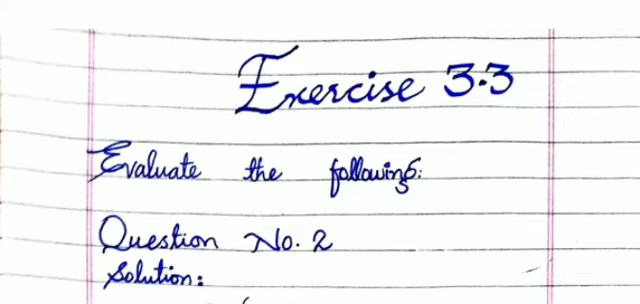 Exercise 3.3
Evaluate the following:
Question No. 2
Solution: